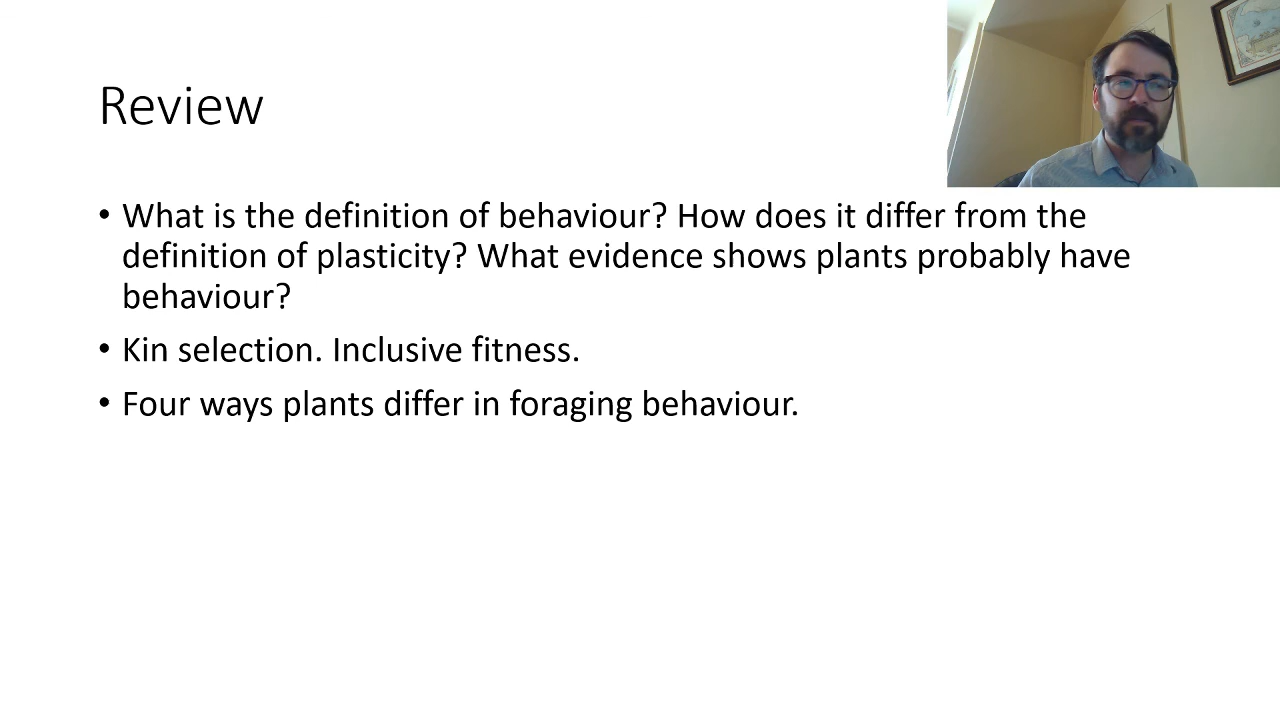 Review
• What is the definition of behaviour? How does it differ from the
definition of plasticity? What evidence shows plants probably have
behaviour?
• Kin selection. Inclusive fitness.
• Four ways plants differ in foraging behaviour.